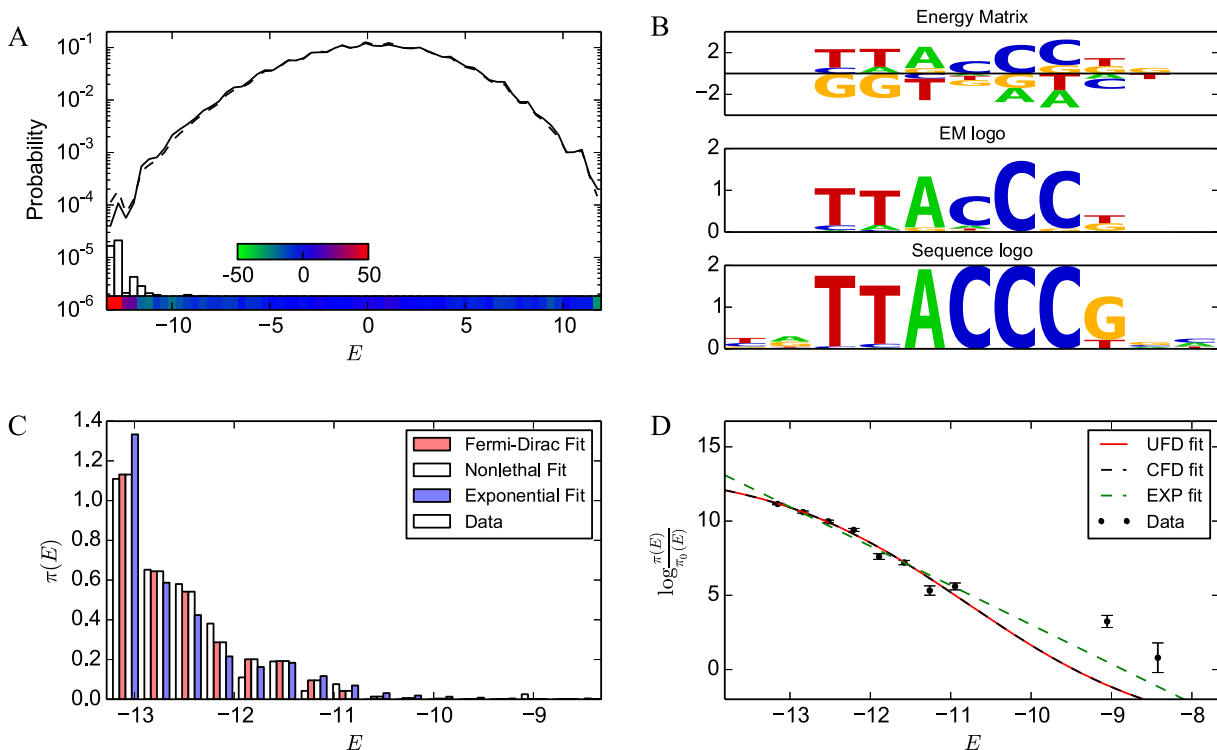 A
Probability
10^{-1}
10^{-2}
10^{-3}
10^{-4}
10^{-5}
10^{-6}
-50 0 50
−10 −5 0 5 10
E
B
Energy Matrix
2
−2
EM logo
2
1
0
TTACCCT
Sequence logo
2
1
0
TTACCCG
C
π(E)
1.4
1.2
1.0
0.8
0.6
0.4
0.2
0.0
Fermi-Dirac Fit
Nonlethal Fit
Exponential Fit
Data
−13 −12 −11 −10 −9
E
D
log π(E)/π₀(E)
15
10
5
0
UFD fit
CFD fit
EXP fit
Data
−13 −12 −11 −10 −9 −8
E